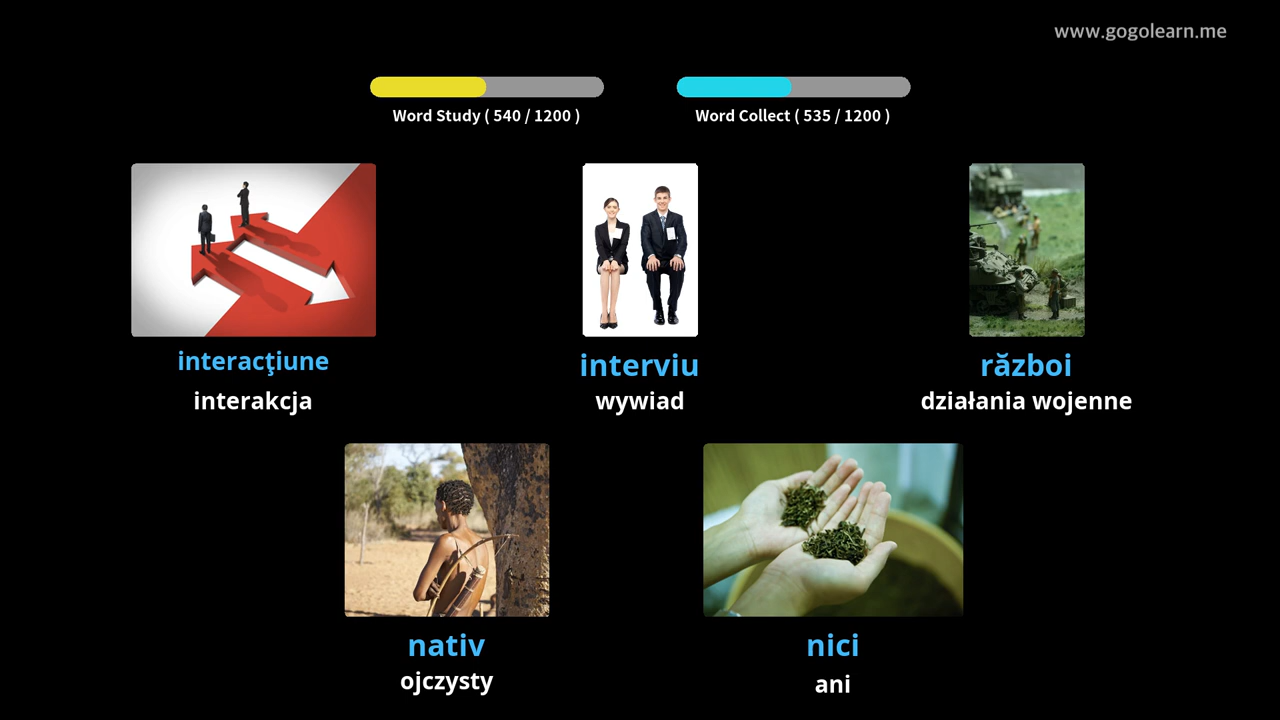 www.gogolearn.me
Word Study ( 540 / 1200 )
Word Collect ( 535 / 1200 )
interacţiune
interviu
război
interakcja
wywiad
działania wojenne
nativ
nici
ojczysty
ani